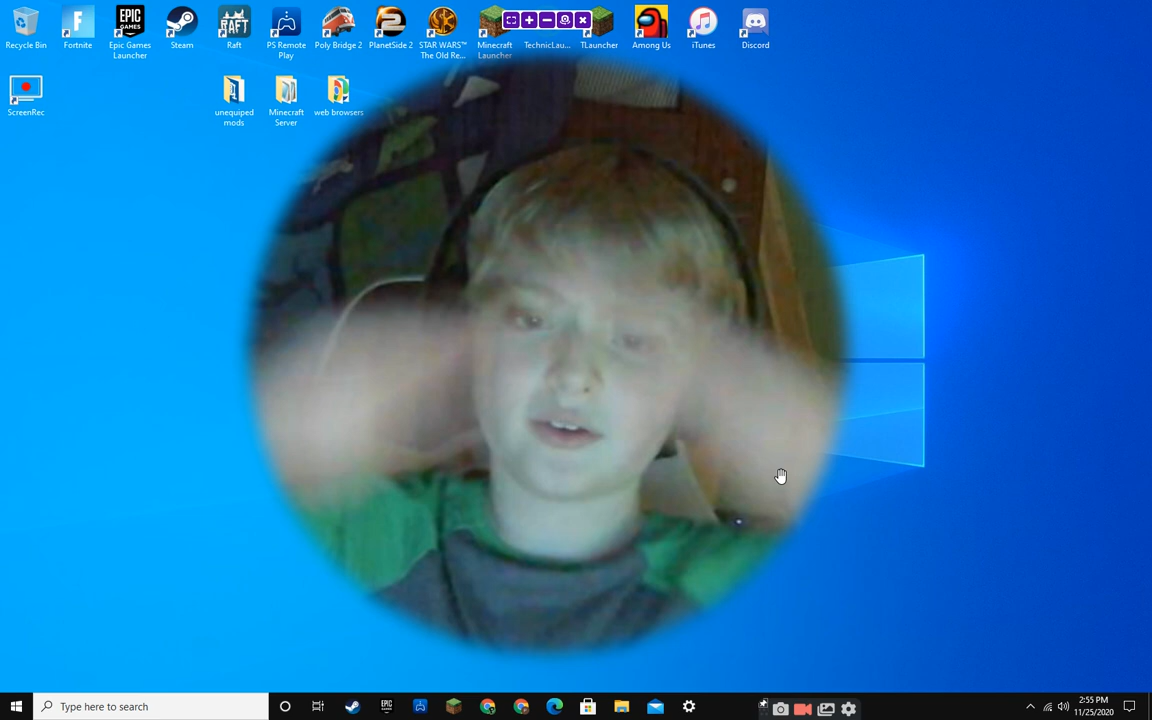 EPIC
GAMES
RAFT
2
Recycle Bin
Fortnite
Epic Games
Launcher
Steam
Raft
PS Remote
Play
Poly Bridge 2
PlanetSide 2
STAR WARS™
The Old Re...
Minecraft
Launcher
TechnicLau...
TLauncher
Among Us
iTunes
Discord
ScreenRec
unequiped
mods
Minecraft
Server
web browsers
Type here to search
EPIC
2:55 PM
11/25/2020